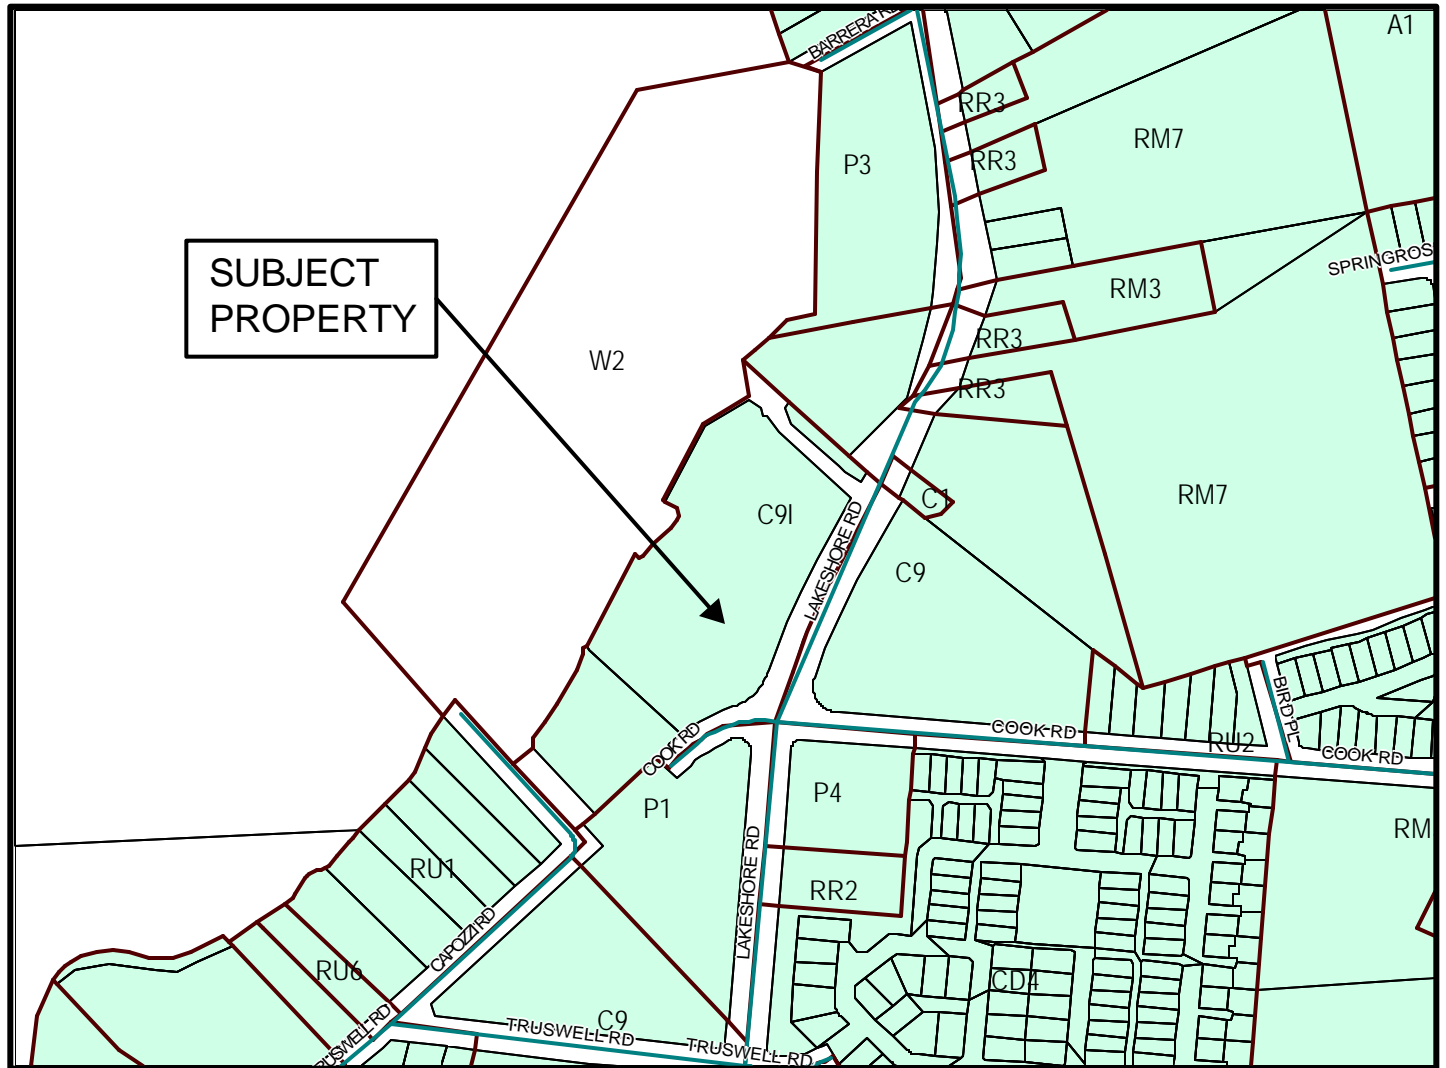 BARRERA RD
A1
RR3
RM7
P3
RR3
SPRINGROS
SUBJECT
PROPERTY
RM3
RR3
W2
RR3
RM7
C1
C9I
LAKESHORE RD
C9
BIRD PL
COOK RD
COOK RD
RU2
COOK RD
P1
P4
RM
RU1
RR2
LAKESHORE RD
CAPOZZI RD
RU6
CD4
C9
TRUSWELL RD
TRUSWELL RD
TRUSWELL RD